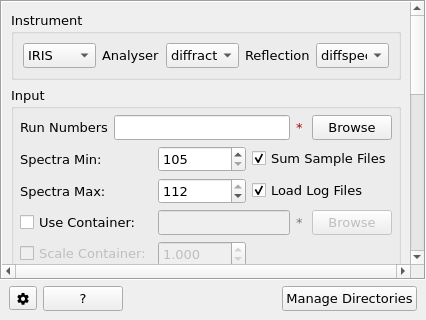 Instrument
IRIS Analyser diffract Reflection diffspe
Input
Run Numbers * Browse
Spectra Min: 105 Sum Sample Files
Spectra Max: 112 Load Log Files
Use Container: * Browse
Scale Container: 1.000
? Manage Directories